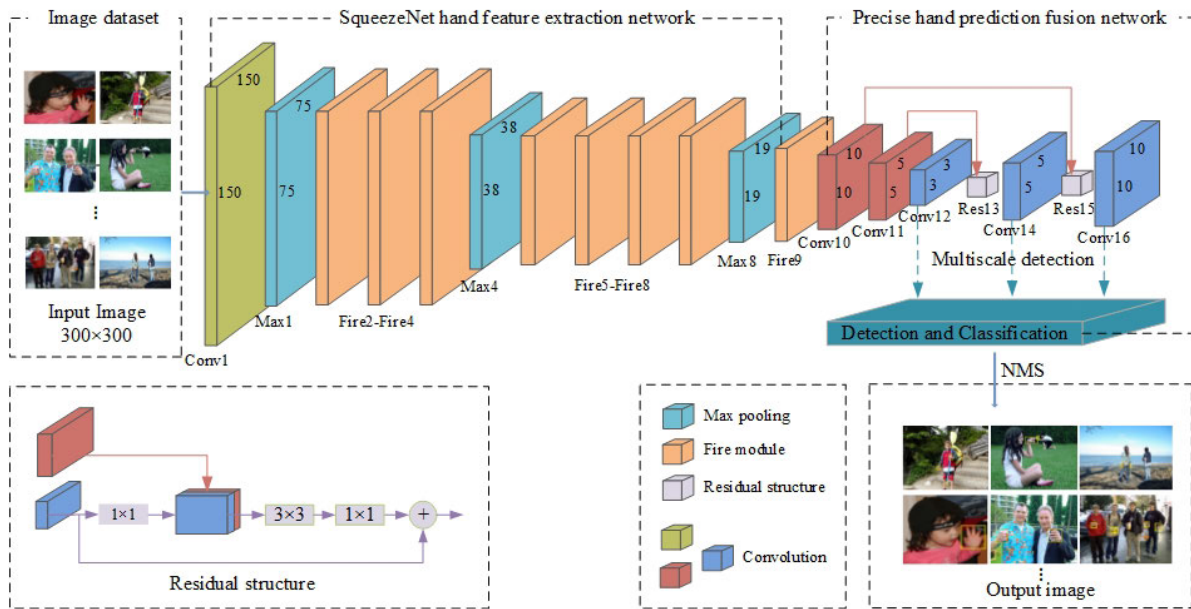 Image dataset
SqueezeNet hand feature extraction network
Precise hand prediction fusion network
150
150
75
75
38
38
19
19
10
10
5
5
3
3
5
5
10
10
Input Image
300×300
Conv1
Max1
Fire2-Fire4
Max4
Fire5-Fire8
Max8
Fire9
Conv10
Conv11
Conv12
Res13
Conv14
Res15
Conv16
Multiscale detection
Detection and Classification
NMS
1×1
3×3
1×1
+
Residual structure
Max pooling
Fire module
Residual structure
Convolution
Output image